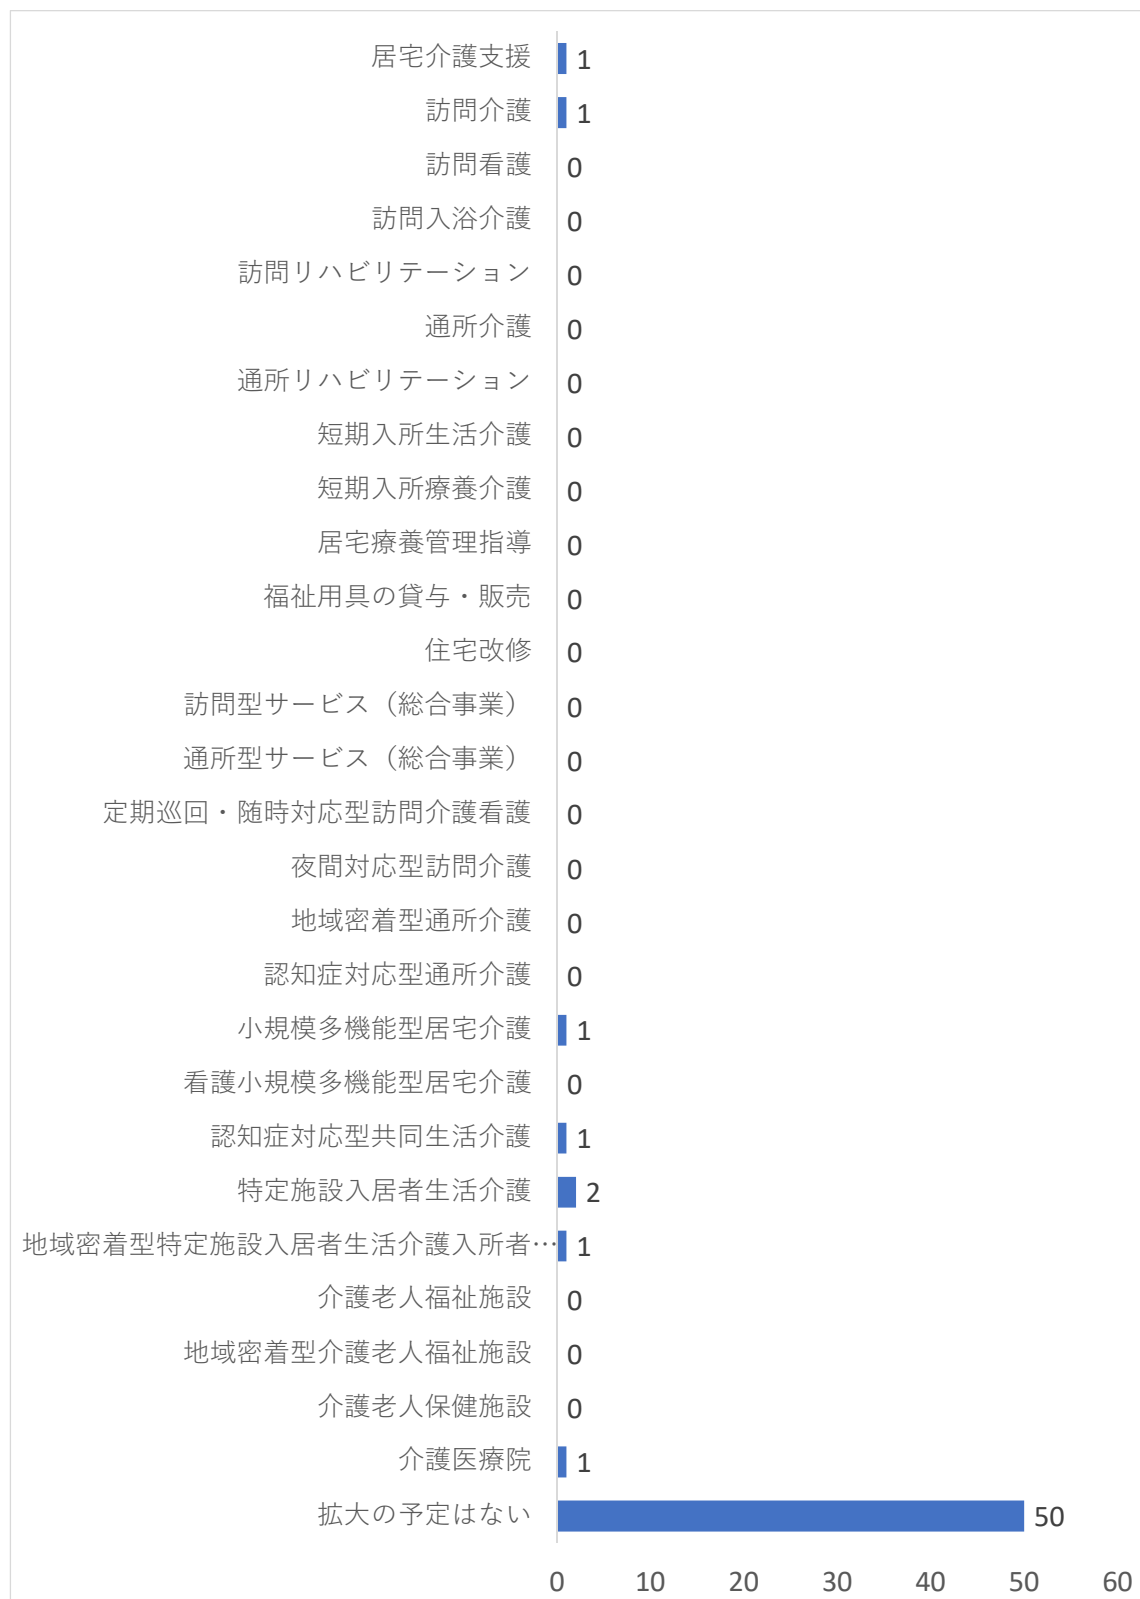 居宅介護支援 1
訪問介護 1
訪問看護 0
訪問入浴介護 0
訪問リハビリテーション 0
通所介護 0
通所リハビリテーション 0
短期入所生活介護 0
短期入所療養介護 0
居宅療養管理指導 0
福祉用具の貸与・販売 0
住宅改修 0
訪問型サービス（総合事業） 0
通所型サービス（総合事業） 0
定期巡回・随時対応型訪問介護看護 0
夜間対応型訪問介護 0
地域密着型通所介護 0
認知症対応型通所介護 0
小規模多機能型居宅介護 1
看護小規模多機能型居宅介護 0
認知症対応型共同生活介護 1
特定施設入居者生活介護 2
地域密着型特定施設入居者生活介護入所者… 1
介護老人福祉施設 0
地域密着型介護老人福祉施設 0
介護老人保健施設 0
介護医療院 1
拡大の予定はない 50
0 10 20 30 40 50 60